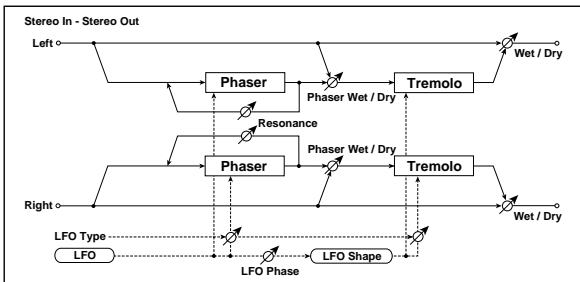 Stereo In - Stereo Out
Left
Wet / Dry
Phaser
Tremolo
Phaser Wet / Dry
Resonance
Phaser Wet / Dry
Phaser
Tremolo
Right
Wet / Dry
LFO Type
LFO
LFO Shape
LFO Phase